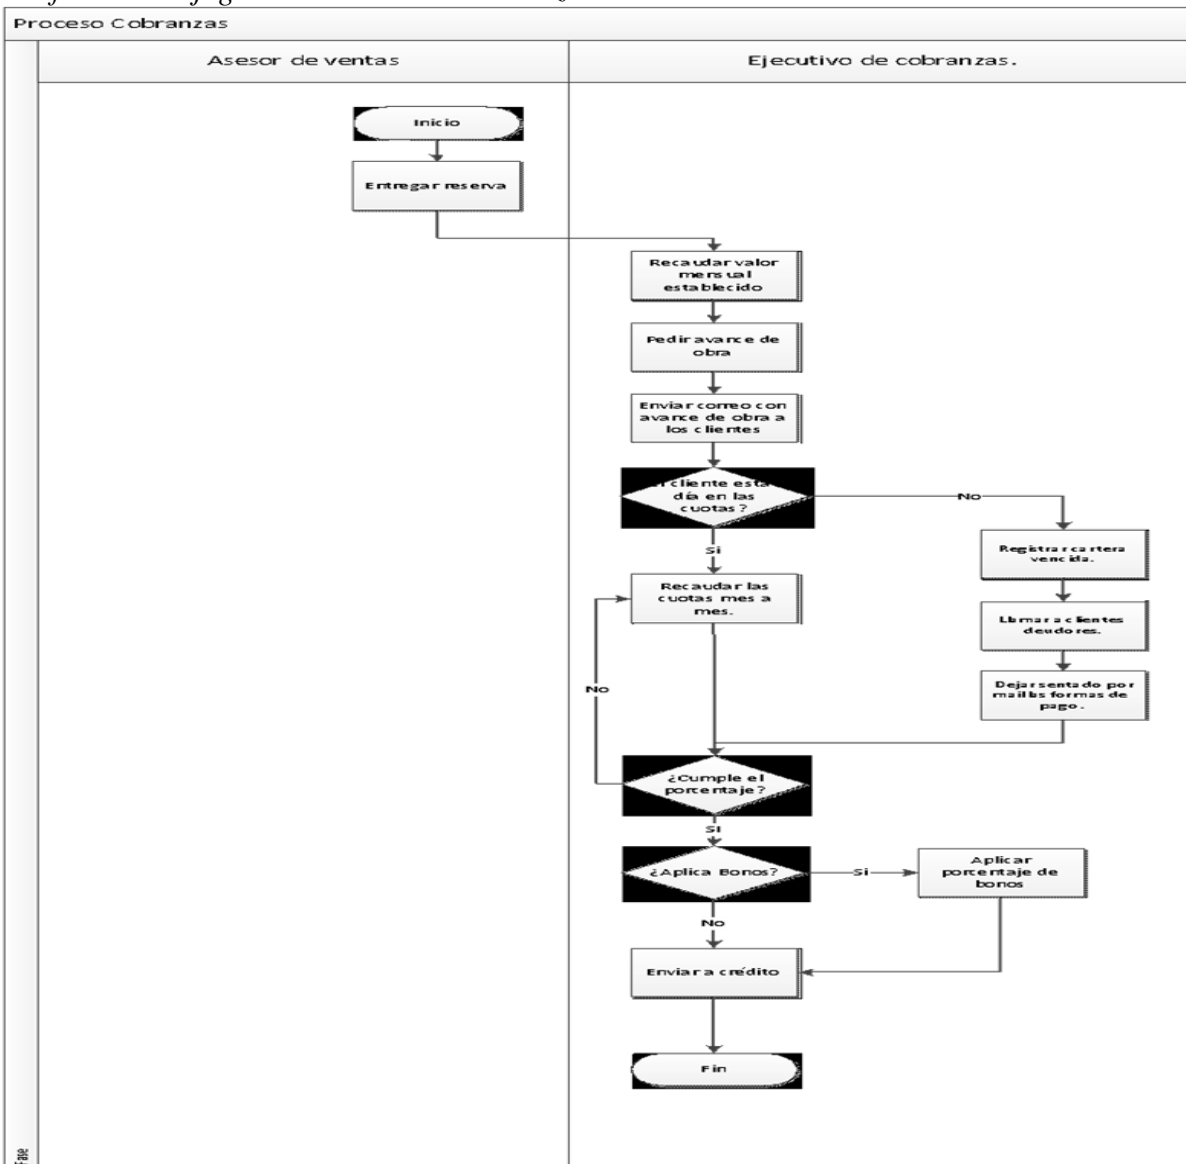 Proceso Cobranzas
Asesor de ventas
Ejecutivo de cobranzas.
Inicio
Entregar reserva
Recaudar valor
mensual
establecido
Pedir avance de
obra
Enviar correo con
avance de obra a
los clientes
cliente esta
día en las
cuotas?
No
Si
Registrar cartera
vencida.
Recaudar las
cuotas mes a
mes.
Llamar a clientes
deudores.
Dejar sentado por
mail las formas de
pago.
No
¿Cumple el
porcentaje?
Si
¿Aplica Bonos?
Si
Aplicar
porcentaje de
bonos
No
Enviar a crédito
Fin
Fase